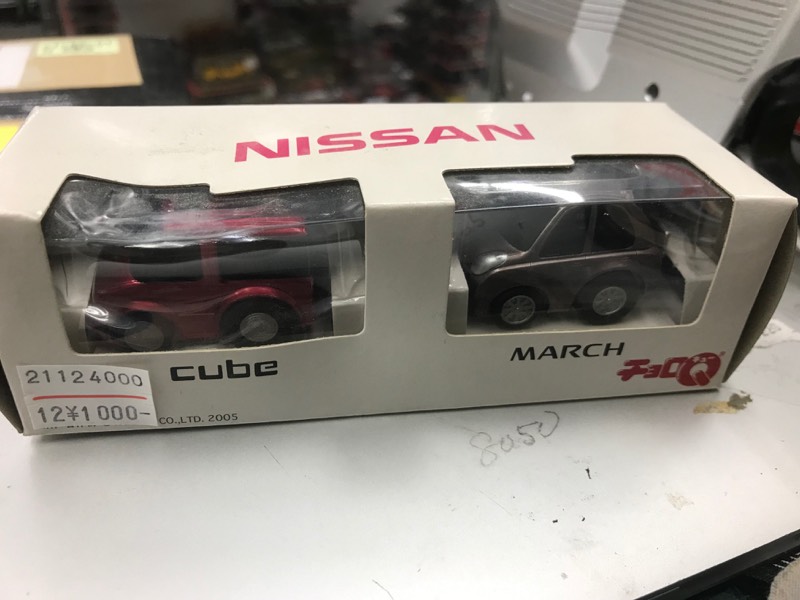 NISSAN
cube
MARCH
チョロQ
21124000
12¥1000-
CO.,LTD. 2005
8050